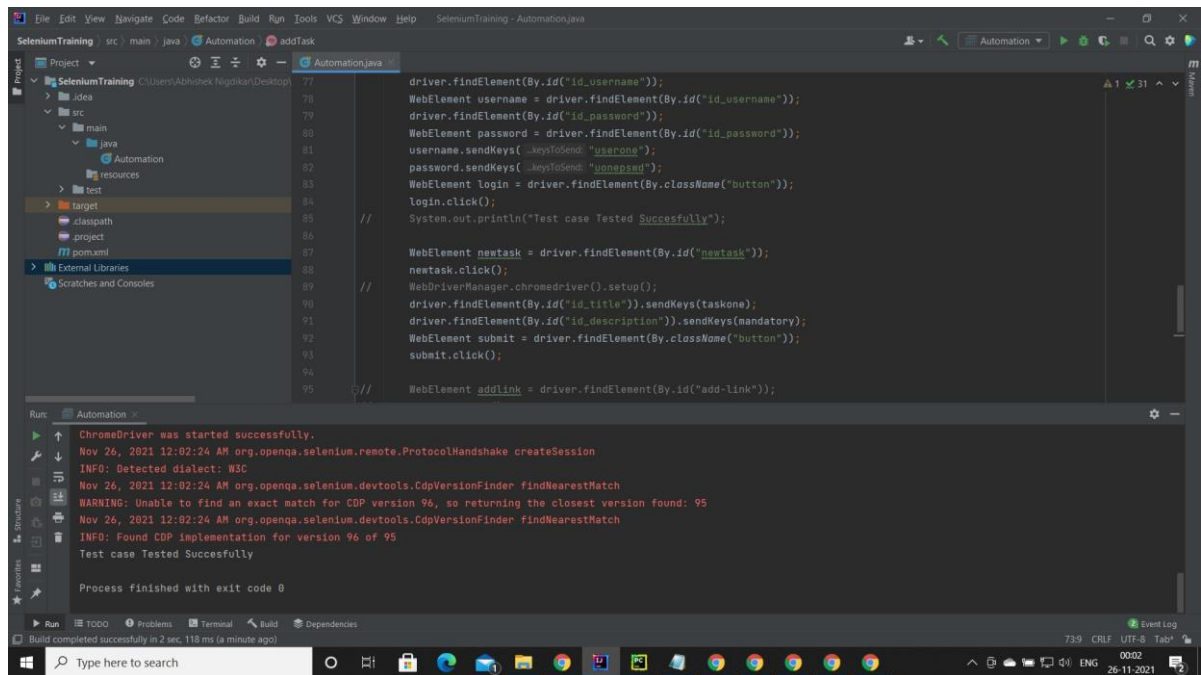 File Edit View Navigate Code Refactor Build Run Tools VCS Window Help SeleniumTraining - Automation.java
SeleniumTraining src main java Automation addTask Automation
Project Automation.java
SeleniumTraining C:\Users\Abhishek Nigdikar\Desktop\
.idea
src
main
java
Automation
resources
test
target
.classpath
.project
pom.xml
External Libraries
Scratches and Consoles
1 31
77 driver.findElement(By.id("id_username"));
78 WebElement username = driver.findElement(By.id("id_username"));
79 driver.findElement(By.id("id_password"));
80 WebElement password = driver.findElement(By.id("id_password"));
81 username.sendKeys( ...keysToSend: "userone");
82 password.sendKeys( ...keysToSend: "uonepswd");
83 WebElement login = driver.findElement(By.className("button"));
84 login.click();
85 // System.out.println("Test case Tested Succesfully");
86
87 WebElement newtask = driver.findElement(By.id("newtask"));
88 newtask.click();
89 // WebDriverManager.chromedriver().setup();
90 driver.findElement(By.id("id_title")).sendKeys(taskone);
91 driver.findElement(By.id("id_description")).sendKeys(mandatory);
92 WebElement submit = driver.findElement(By.className("button"));
93 submit.click();
94
95 // WebElement addlink = driver.findElement(By.id("add-link"));
Project
Maven
Structure
Favorites
Run: Automation
ChromeDriver was started successfully.
Nov 26, 2021 12:02:24 AM org.openqa.selenium.remote.ProtocolHandshake createSession
INFO: Detected dialect: W3C
Nov 26, 2021 12:02:24 AM org.openqa.selenium.devtools.CdpVersionFinder findNearestMatch
WARNING: Unable to find an exact match for CDP version 96, so returning the closest version found: 95
Nov 26, 2021 12:02:24 AM org.openqa.selenium.devtools.CdpVersionFinder findNearestMatch
INFO: Found CDP implementation for version 96 of 95
Test case Tested Succesfully
Process finished with exit code 0
Run TODO Problems Terminal Build Dependencies Event Log
Build completed successfully in 2 sec, 118 ms (a minute ago) 73:9 CRLF UTF-8 Tab*
Type here to search ENG 00:02
26-11-2021